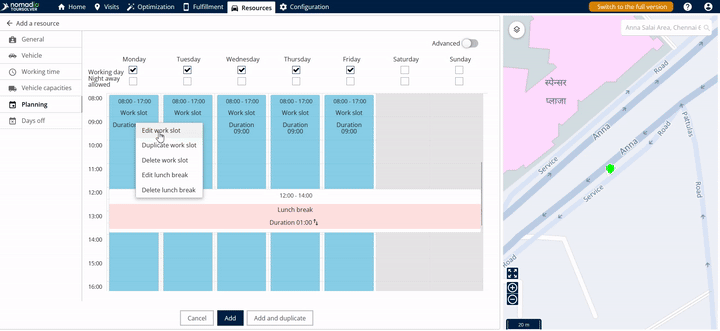 nomadia
TOURSOLVER
Home
Visits
Optimization
Fulfillment
Resources
Configuration
Switch to the full version
Add a resource
General
Vehicle
Working time
Vehicle capacities
Planning
Days off
Advanced
Monday
Tuesday
Wednesday
Thursday
Friday
Saturday
Sunday
Working day
Night away
allowed
08:00
09:00
10:00
11:00
12:00
13:00
14:00
15:00
16:00
08:00 - 17:00
Work slot
Duration
08:00 - 17:00
Work slot
08:00 - 17:00
Work slot
Duration
09:00
08:00 - 17:00
Work slot
Duration
09:00
08:00 - 17:00
Work slot
Duration
09:00
Edit work slot
Duplicate work slot
Delete work slot
Edit lunch break
Delete lunch break
12:00 - 14:00
Lunch break
Duration 01:00
Cancel
Add
Add and duplicate
Anna Salai Area, Chennai-6
स्पेन्सर
प्लाजा
Road
Anna
Service
Anna
Road
Pattulas
Service
Road
Road
20 m